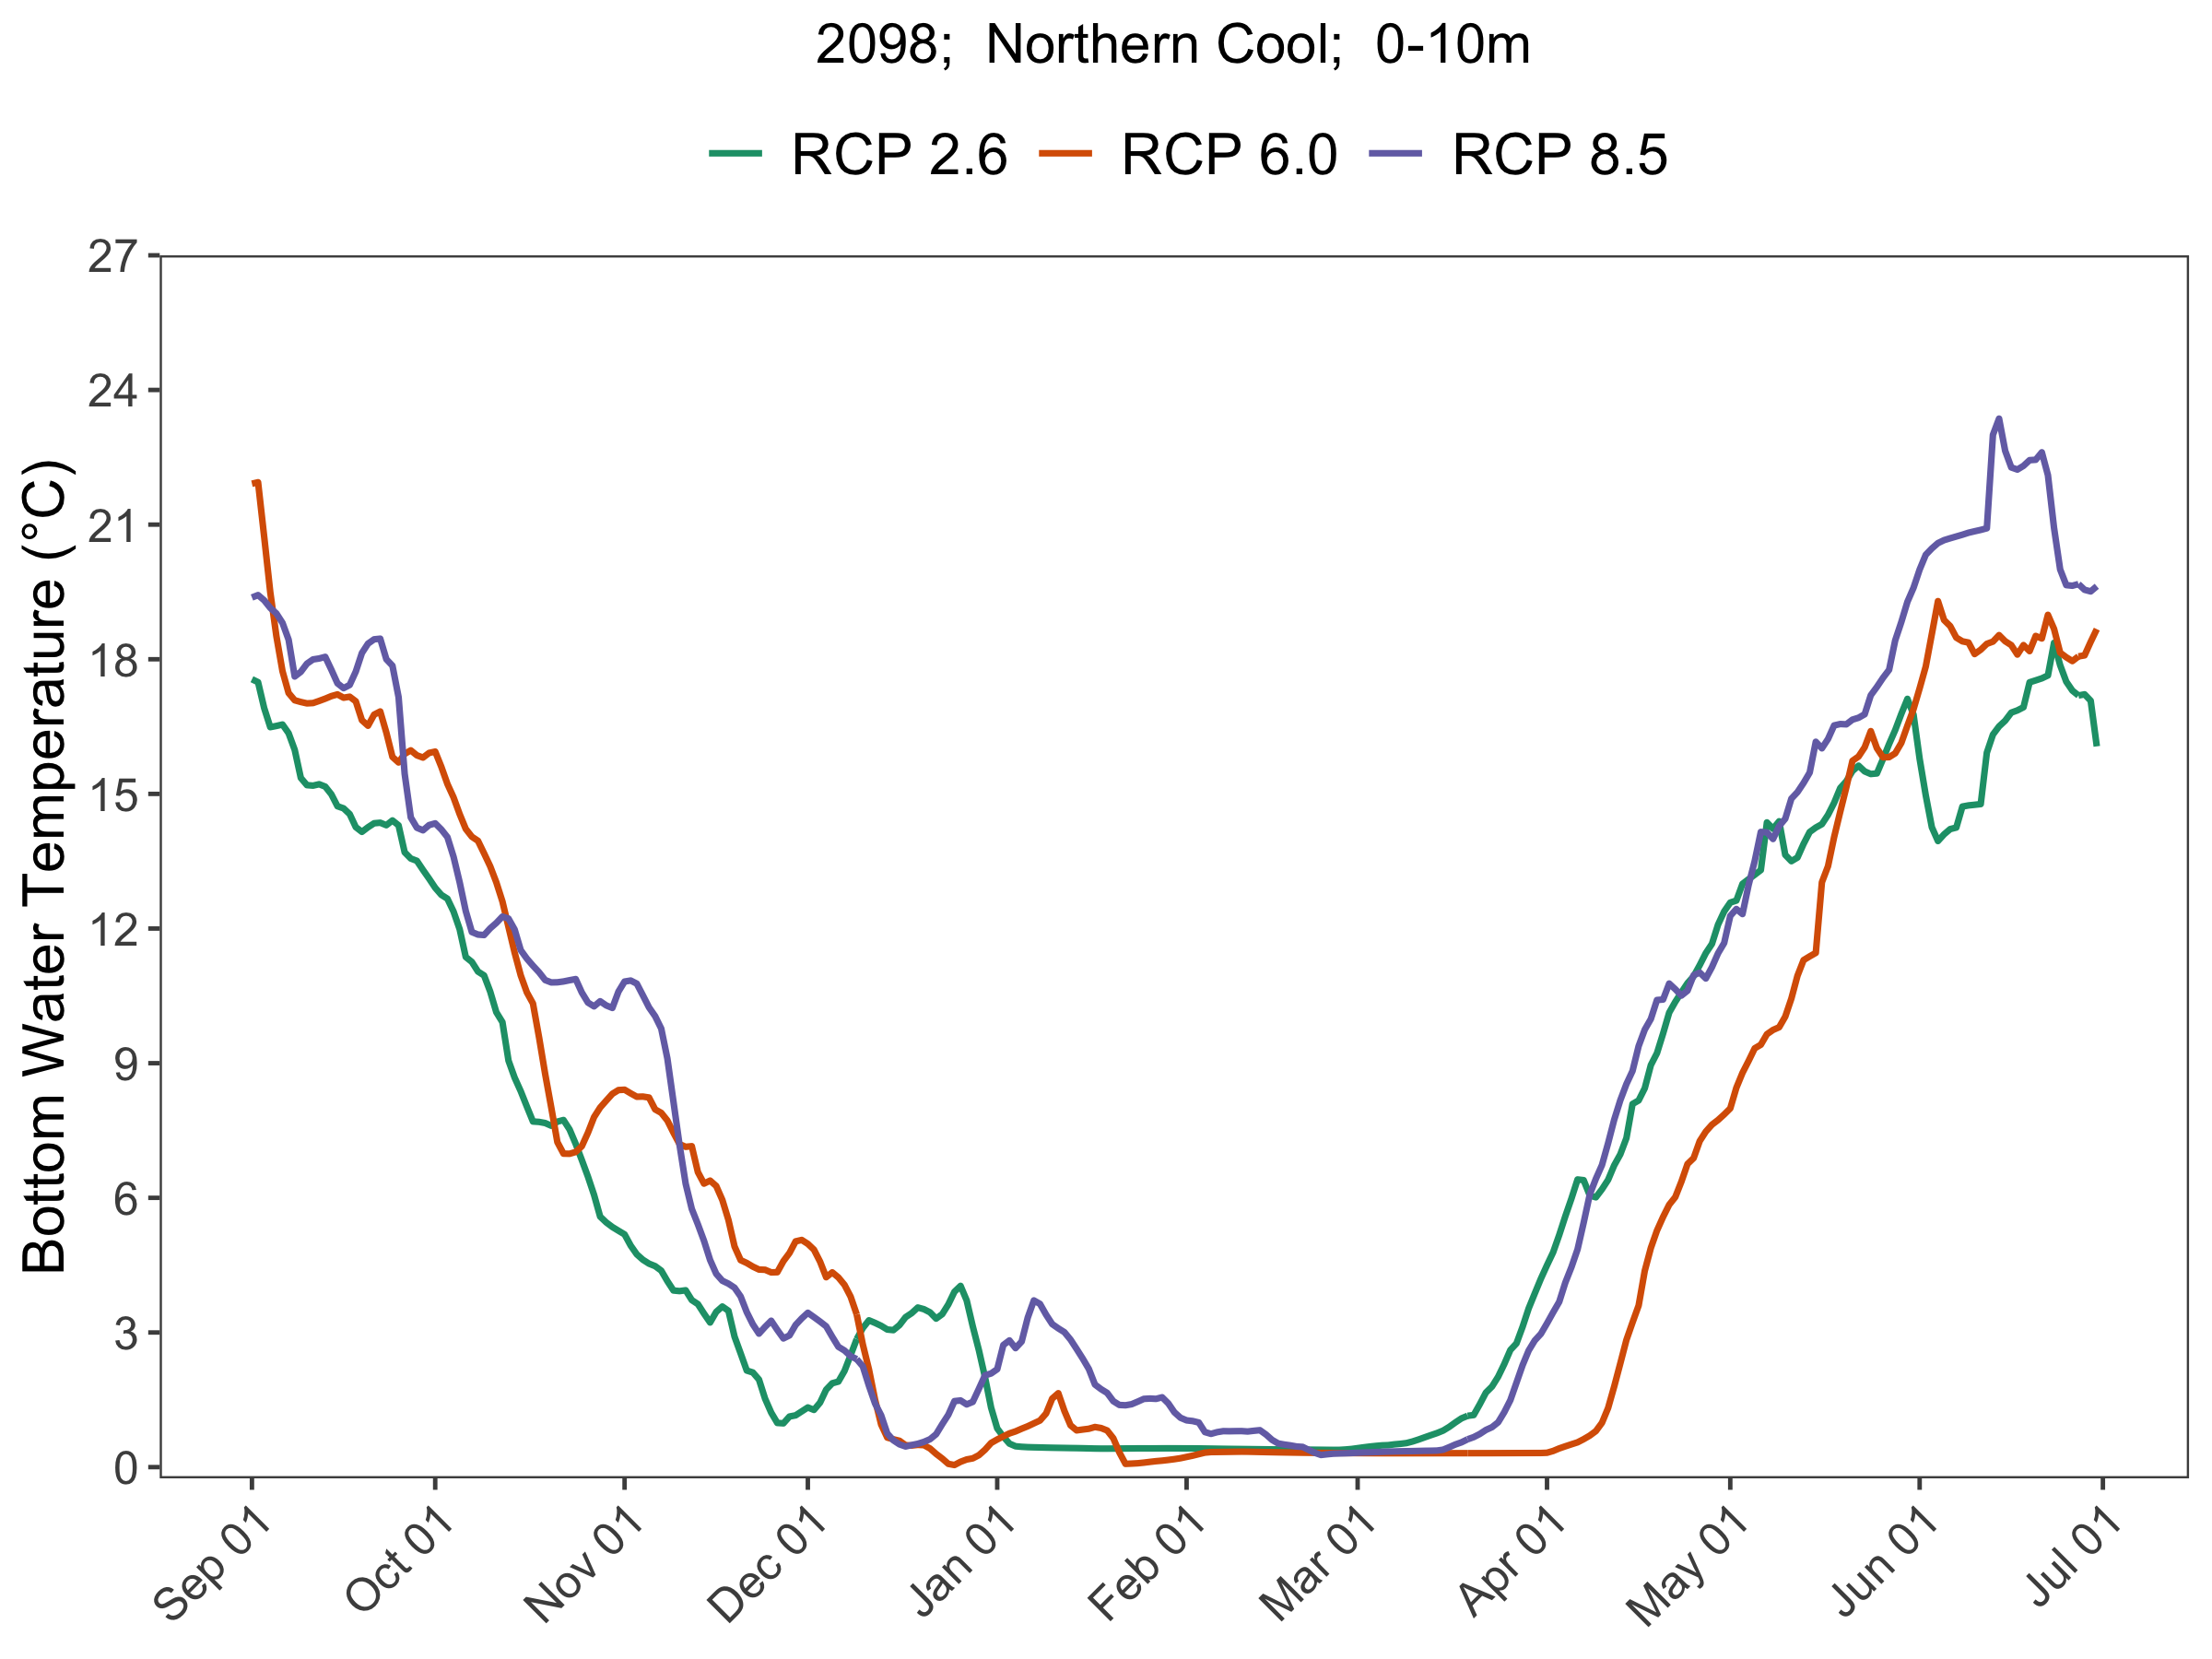 2098;  Northern Cool;  0-10m
RCP 2.6 RCP 6.0 RCP 8.5
Bottom Water Temperature (°C)
27
24
21
18
15
12
9
6
3
0
Sep 01 Oct 01 Nov 01 Dec 01 Jan 01 Feb 01 Mar 01 Apr 01 May 01 Jun 01 Jul 01